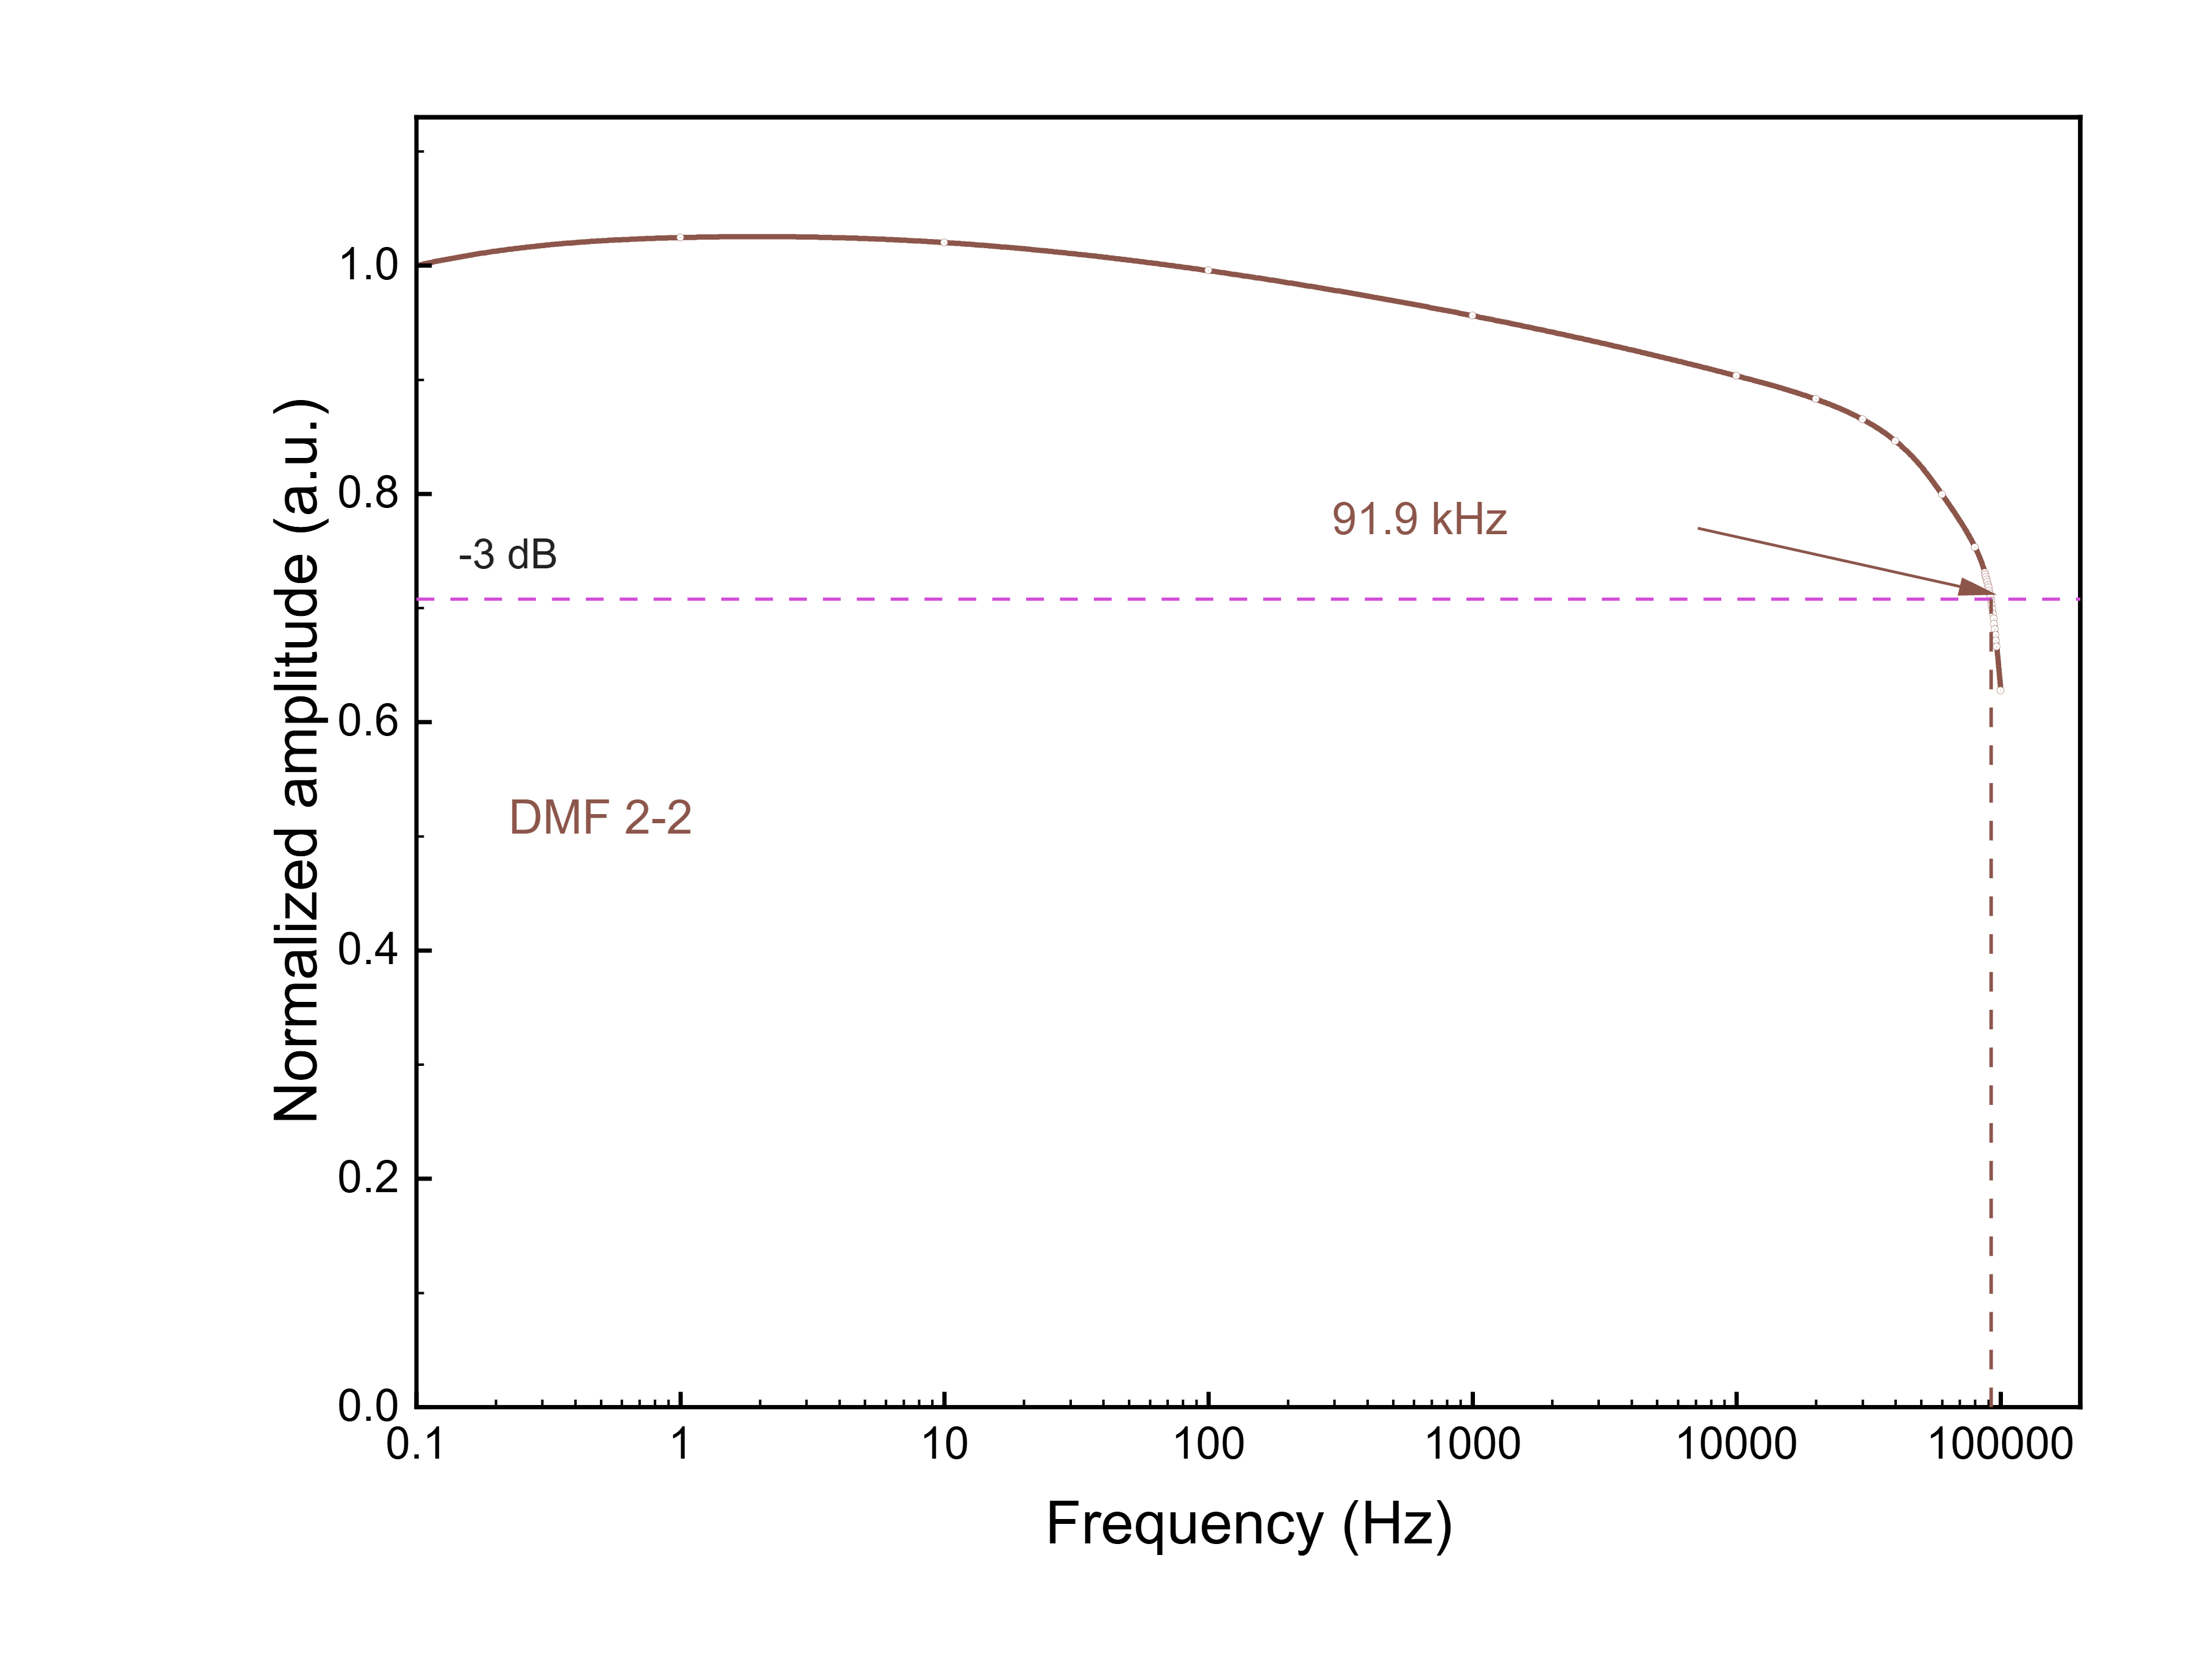 1.0
0.8
0.6
0.4
0.2
0.0
Normalized amplitude (a.u.)
-3 dB
91.9 kHz
DMF 2-2
0.1 1 10 100 1000 10000 100000
Frequency (Hz)